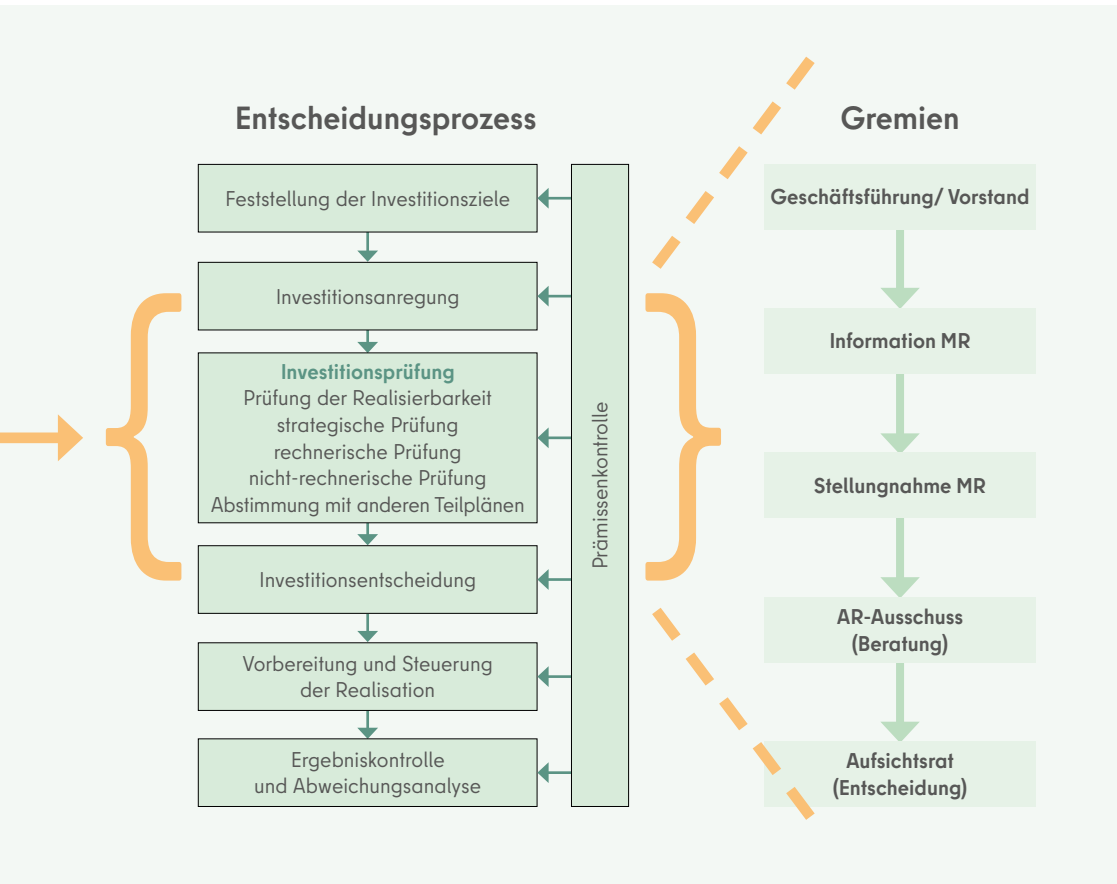 Entscheidungsprozess
Feststellung der Investitionsziele
Investitionsanregung
Investitionsprüfung
Prüfung der Realisierbarkeit
strategische Prüfung
rechnerische Prüfung
nicht-rechnerische Prüfung
Abstimmung mit anderen Teilplänen
Investitionsentscheidung
Vorbereitung und Steuerung
der Realisation
Ergebniskontrolle
und Abweichungsanalyse
Prämissenkontrolle
Gremien
Geschäftsführung/ Vorstand
Information MR
Stellungnahme MR
AR-Ausschuss
(Beratung)
Aufsichtsrat
(Entscheidung)